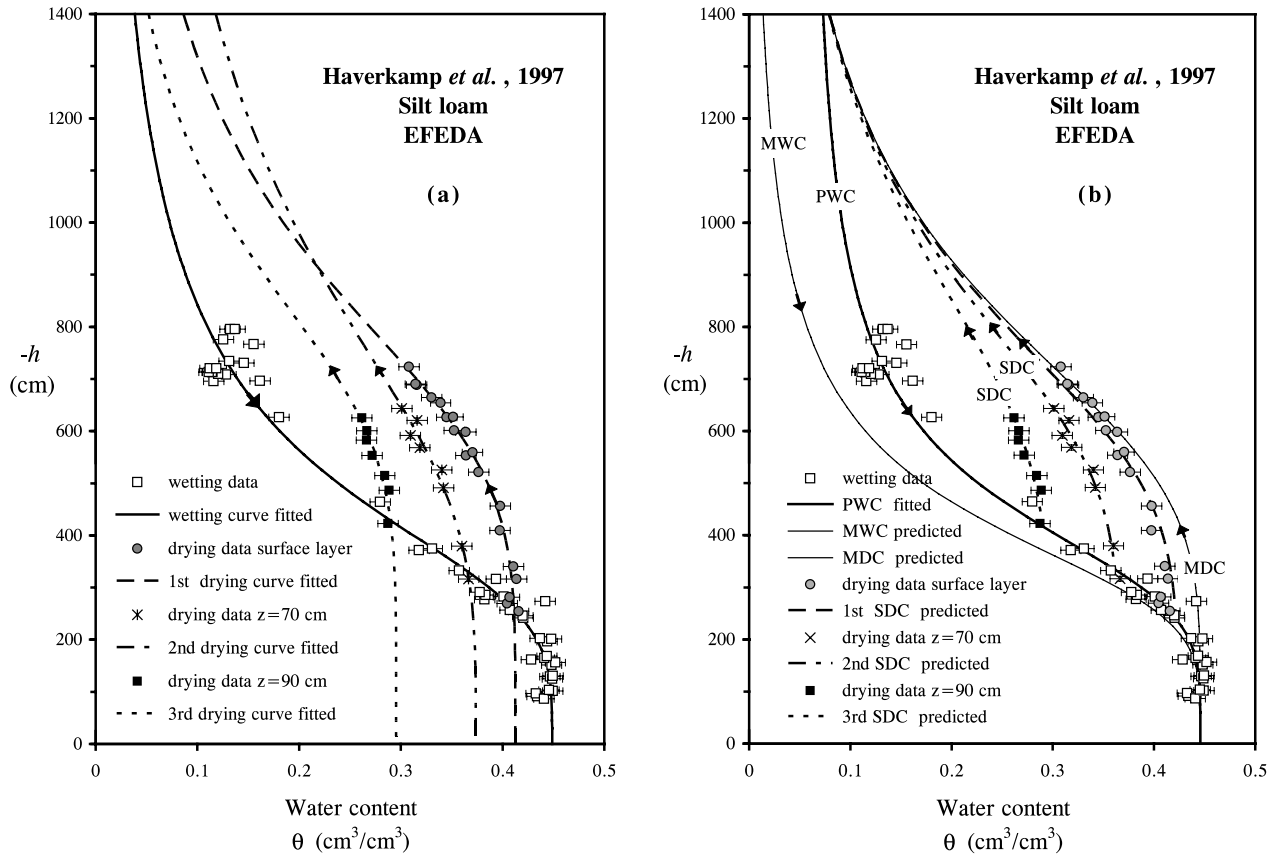 1400
1200
1000
800
600
400
200
0
-h
(cm)
Haverkamp et al. , 1997
Silt loam
EFEDA
(a)
wetting data
wetting curve fitted
drying data surface layer
1st drying curve fitted
drying data z=70 cm
2nd drying curve fitted
drying data z=90 cm
3rd drying curve fitted
0 0.1 0.2 0.3 0.4 0.5
Water content
θ (cm³/cm³)
1400
1200
1000
800
600
400
200
0
-h
(cm)
Haverkamp et al. , 1997
Silt loam
EFEDA
(b)
MWC
PWC
SDC
SDC
MDC
wetting data
PWC fitted
MWC predicted
MDC predicted
drying data surface layer
1st SDC predicted
drying data z=70 cm
2nd SDC predicted
drying data z=90 cm
3rd SDC predicted
0 0.1 0.2 0.3 0.4 0.5
Water content
θ (cm³/cm³)